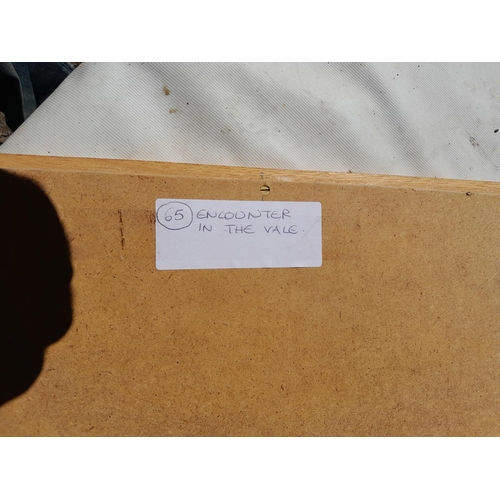 65 ENCOUNTER
IN THE VALE.